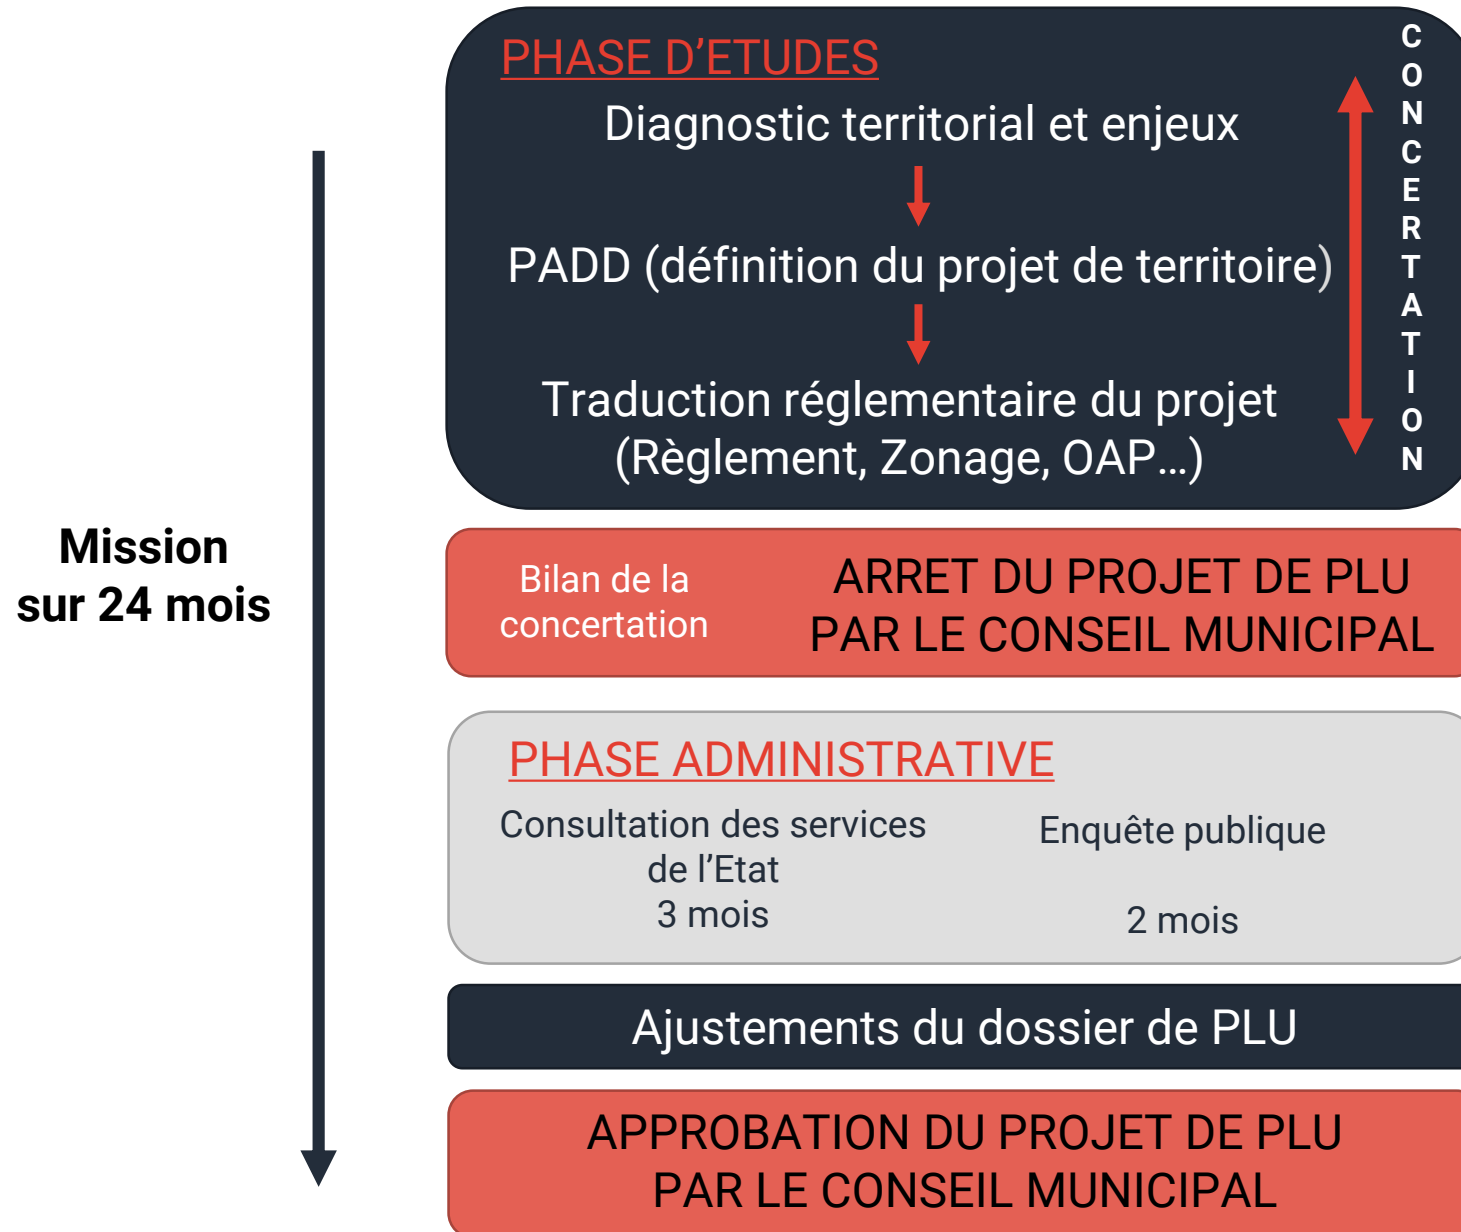 PHASE D’ETUDES
Diagnostic territorial et enjeux
PADD (définition du projet de territoire)
Traduction réglementaire du projet
(Règlement, Zonage, OAP…)
CONCERTATION
Mission
sur 24 mois
Bilan de la
concertation
ARRET DU PROJET DE PLU
PAR LE CONSEIL MUNICIPAL
PHASE ADMINISTRATIVE
Consultation des services
de l’Etat
3 mois
Enquête publique
2 mois
Ajustements du dossier de PLU
APPROBATION DU PROJET DE PLU
PAR LE CONSEIL MUNICIPAL